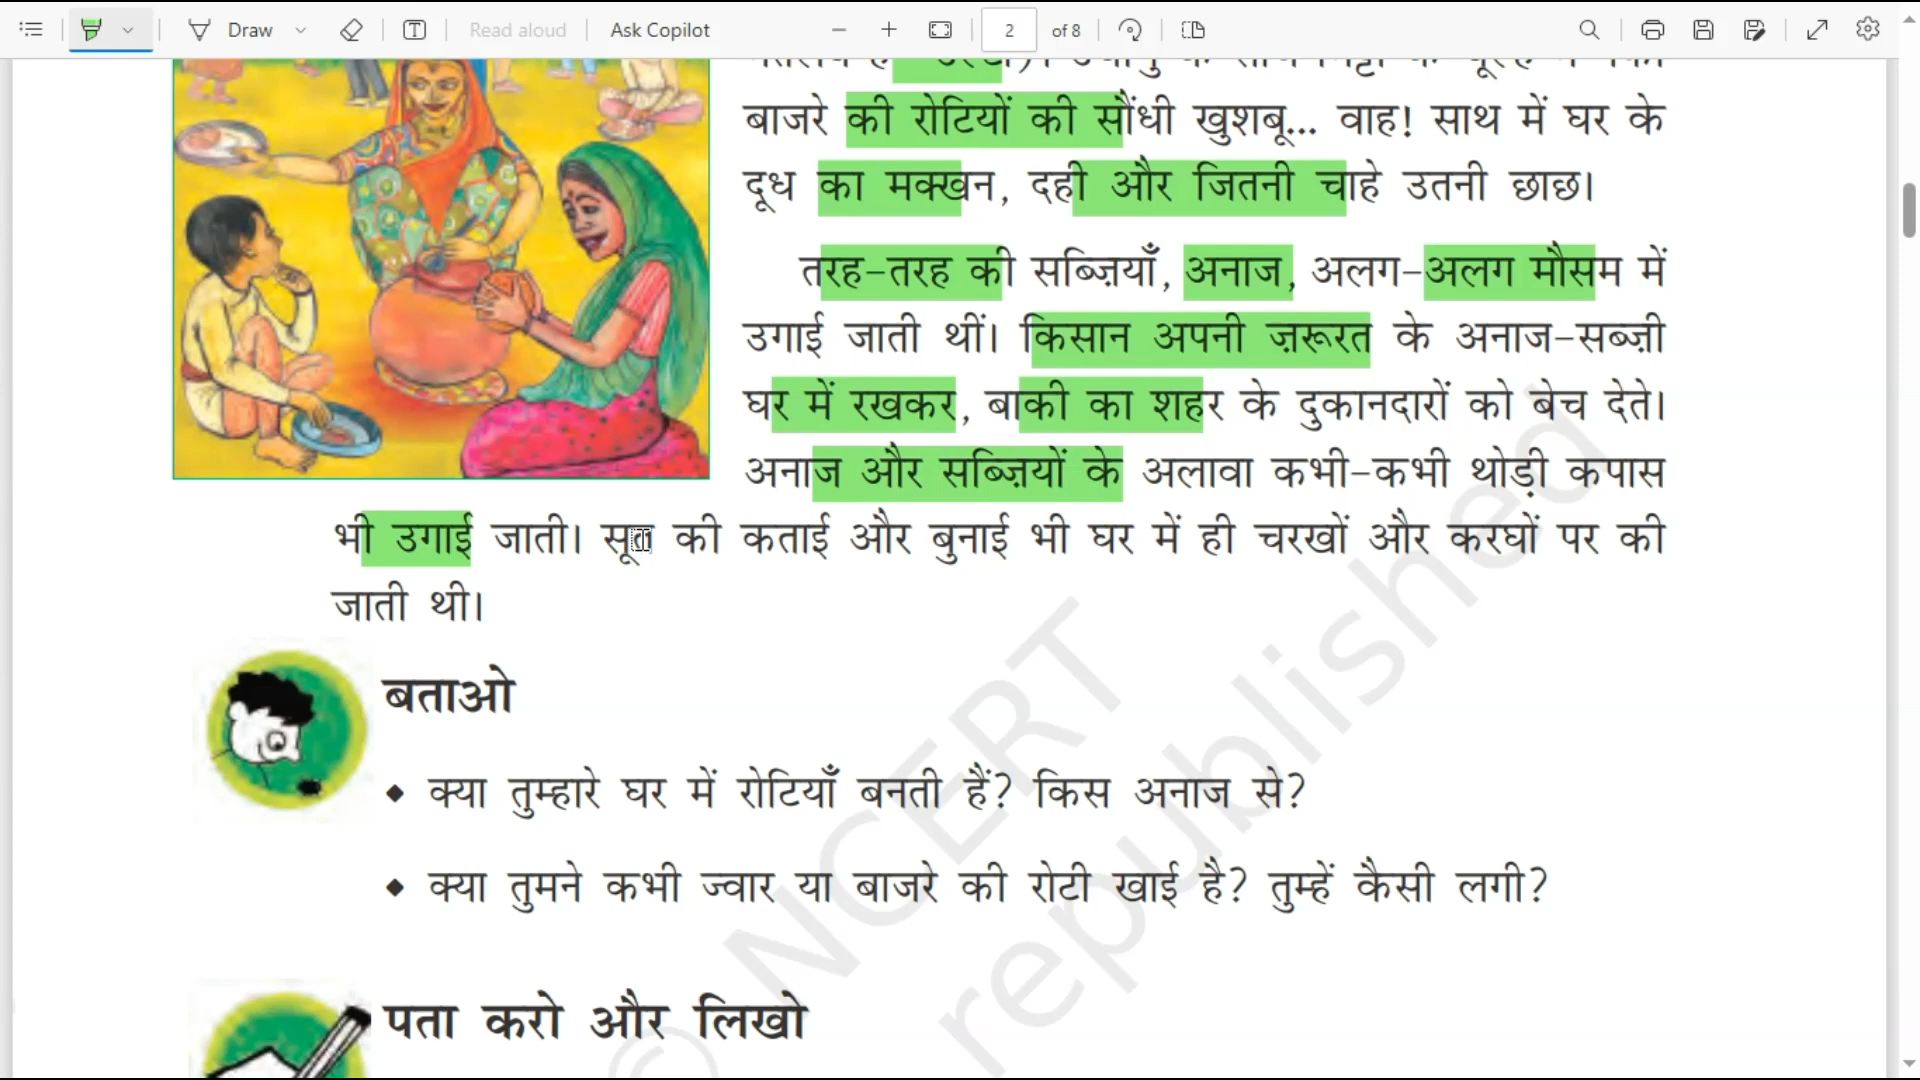 Draw
Read aloud
Ask Copilot
2 of 8
बाजरे की रोटियों की सौंधी खुशबू... वाह! साथ में घर के
दूध का मक्खन, दही और जितनी चाहे उतनी छाछ।
तरह-तरह की सब्ज़ियाँ, अनाज, अलग-अलग मौसम में
उगाई जाती थीं। किसान अपनी ज़रूरत के अनाज-सब्ज़ी
घर में रखकर, बाकी का शहर के दुकानदारों को बेच देते।
अनाज और सब्ज़ियों के अलावा कभी-कभी थोड़ी कपास
भी उगाई जाती। सूत की कताई और बुनाई भी घर में ही चरखों और करघों पर की
जाती थी।
बताओ
◆ क्या तुम्हारे घर में रोटियाँ बनती हैं? किस अनाज से?
◆ क्या तुमने कभी ज्वार या बाजरे की रोटी खाई है? तुम्हें कैसी लगी?
पता करो और लिखो
© NCERT
republished